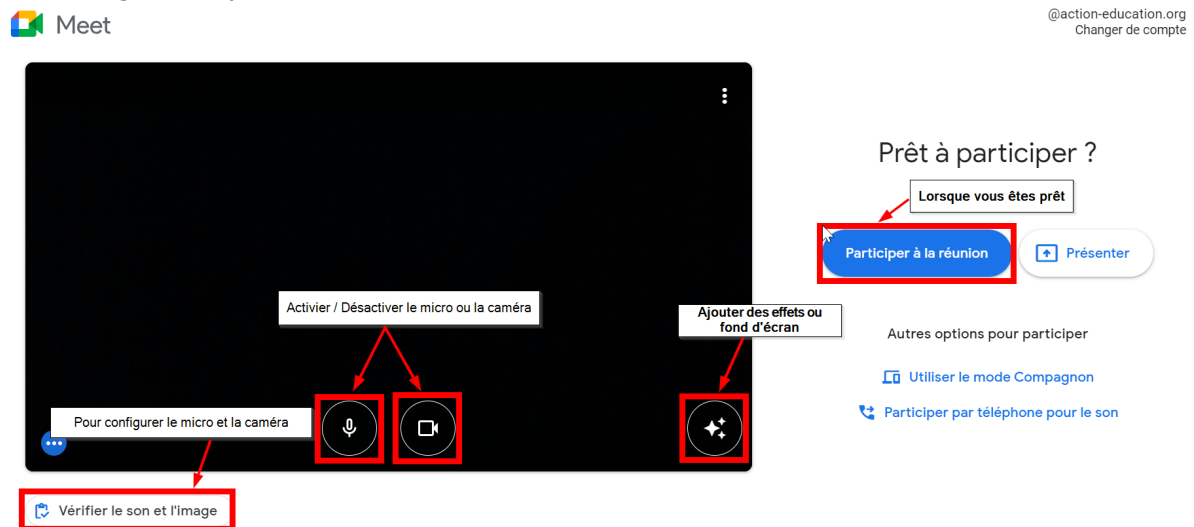 Meet
@action-education.org
Changer de compte
Prêt à participer ?
Lorsque vous êtes prêt
Participer à la réunion
Présenter
Activier / Désactiver le micro ou la caméra
Ajouter des effets ou
fond d'écran
Autres options pour participer
Utiliser le mode Compagnon
Participer par téléphone pour le son
Pour configurer le micro et la caméra
Vérifier le son et l'image